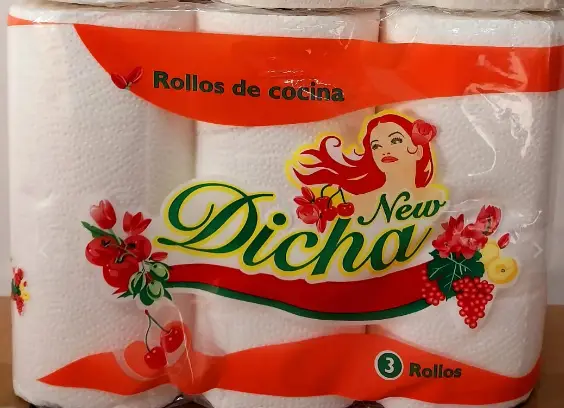 Rollos de cocina
New
Dicha
3 Rollos